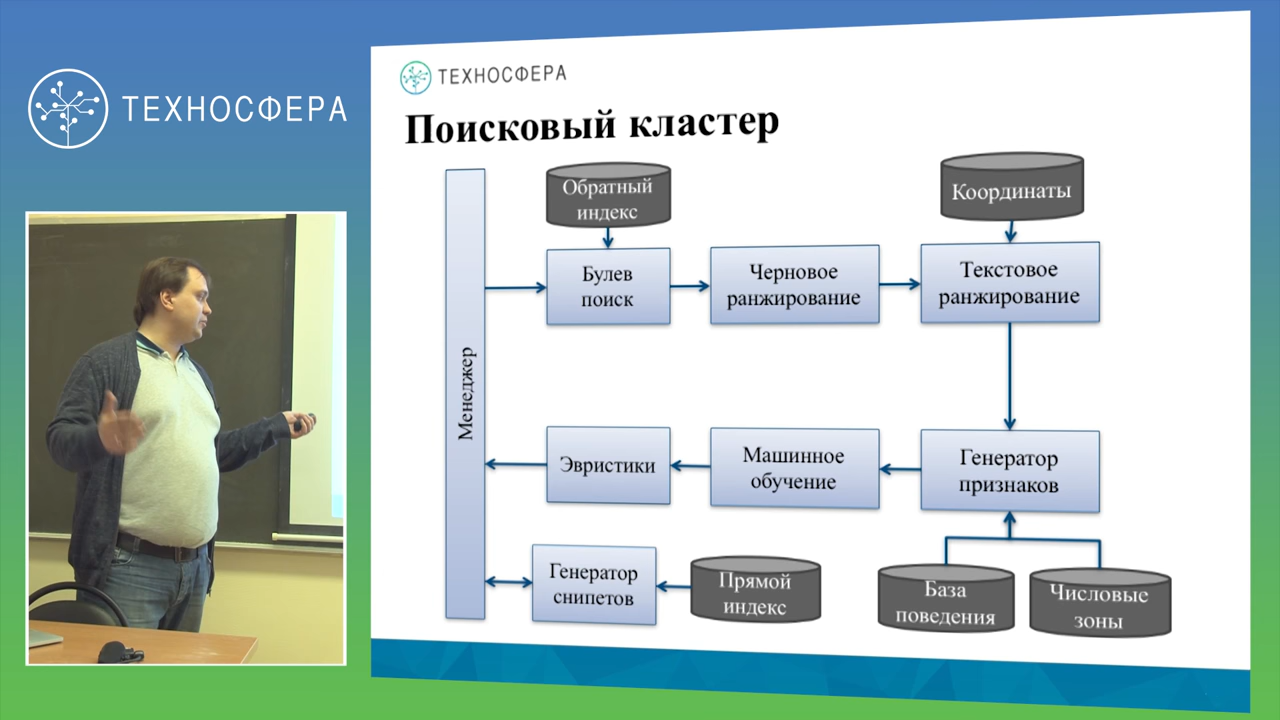 ТЕХНОСФЕРА
ТЕХНОСФЕРА
Поисковый кластер
Менеджер
Обратный
индекс
Координаты
Булев
поиск
Черновое
ранжирование
Текстовое
ранжирование
Эвристики
Машинное
обучение
Генератор
признаков
Генератор
снипетов
Прямой
индекс
База
поведения
Числовые
зоны